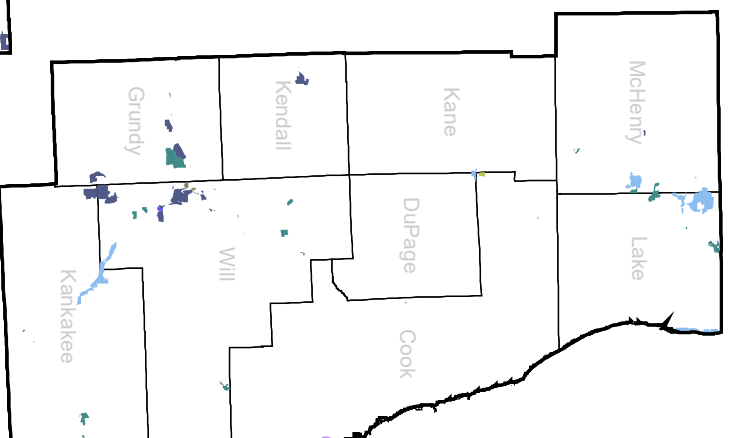 McHenry
Kane
Kendall
Grundy
DuPage
Lake
Will
Kankakee
Cook